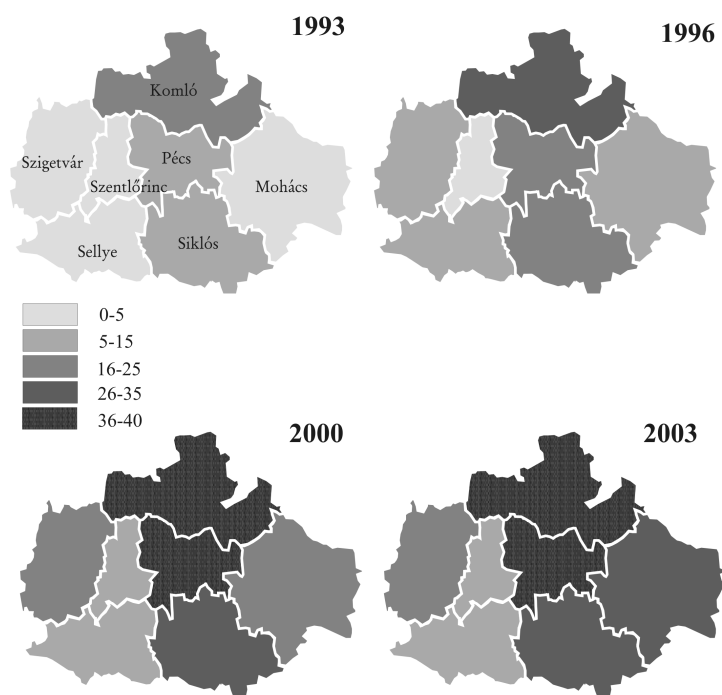 1993
1996
Komló
Pécs
Szigetvár
Szentlőrinc
Mohács
Siklós
Sellye
0-5
5-15
16-25
26-35
36-40
2000
2003